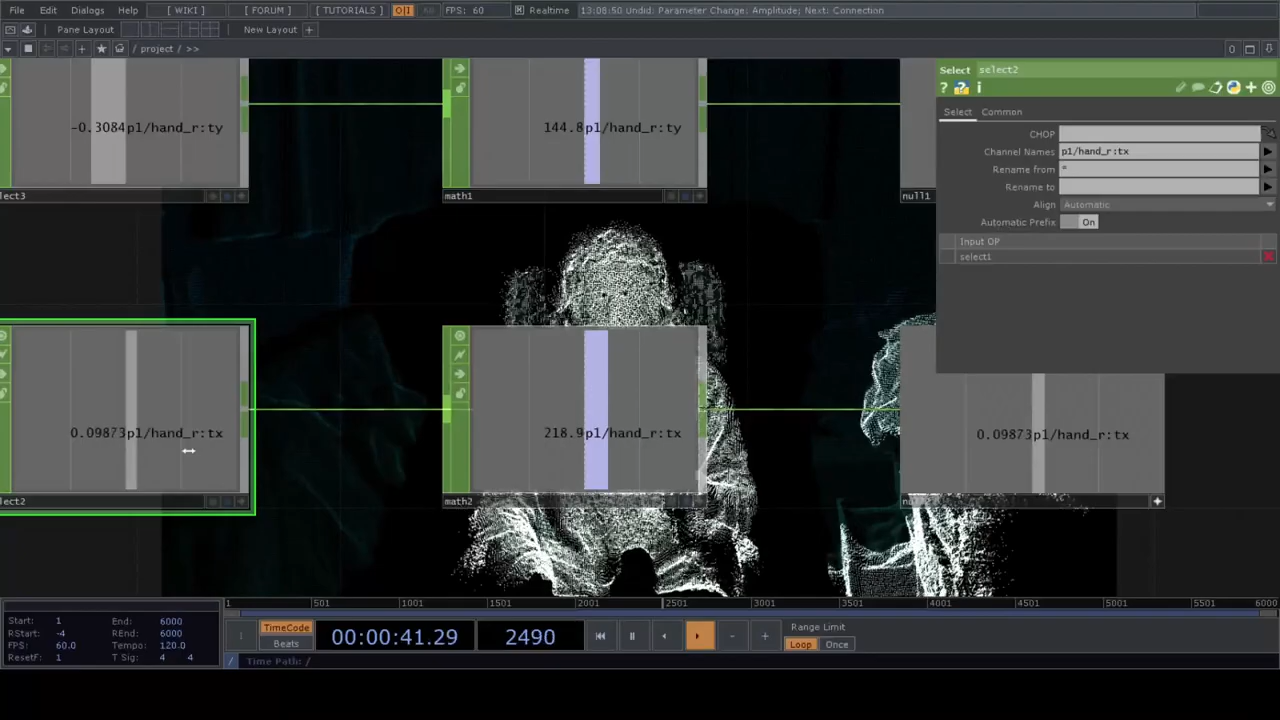 File Edit Dialogs Help [ WIKI ] [ FORUM ] [ TUTORIALS ] O|I FPS: 60 Realtime 13:08:50 Undid: Parameter Change: Amplitude; Next: Connection
Pane Layout New Layout +
/ project / >> 0
Select select2
Select Common
CHOP
Channel Names p1/hand_r:tx
Rename from *
Rename to
Align Automatic
Automatic Prefix On
Input OP
select1
-0.3084p1/hand_r:ty
lect3
144.8p1/hand_r:ty
math1
null1
0.09873p1/hand_r:tx
lect2
218.9p1/hand_r:tx
math2
0.09873p1/hand_r:tx
1 501 1001 1501 2001 2501 3001 3501 4001 4501 5001 5501 6000
Start: 1 End: 6000
RStart: -4 REnd: 6000
FPS: 60.0 Tempo: 120.0
ResetF: 1 T Sig: 4 4
TimeCode
Beats
00:00:41.29 2490
Range Limit
Loop Once
/ Time Path: /